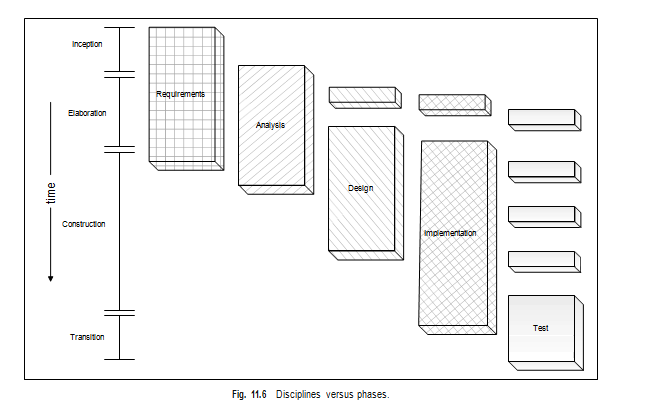 Inception
Requirements
Elaboration
Analysis
time
Design
Construction
Implementation
Transition
Test
Fig. 11.6 Disciplines versus phases.